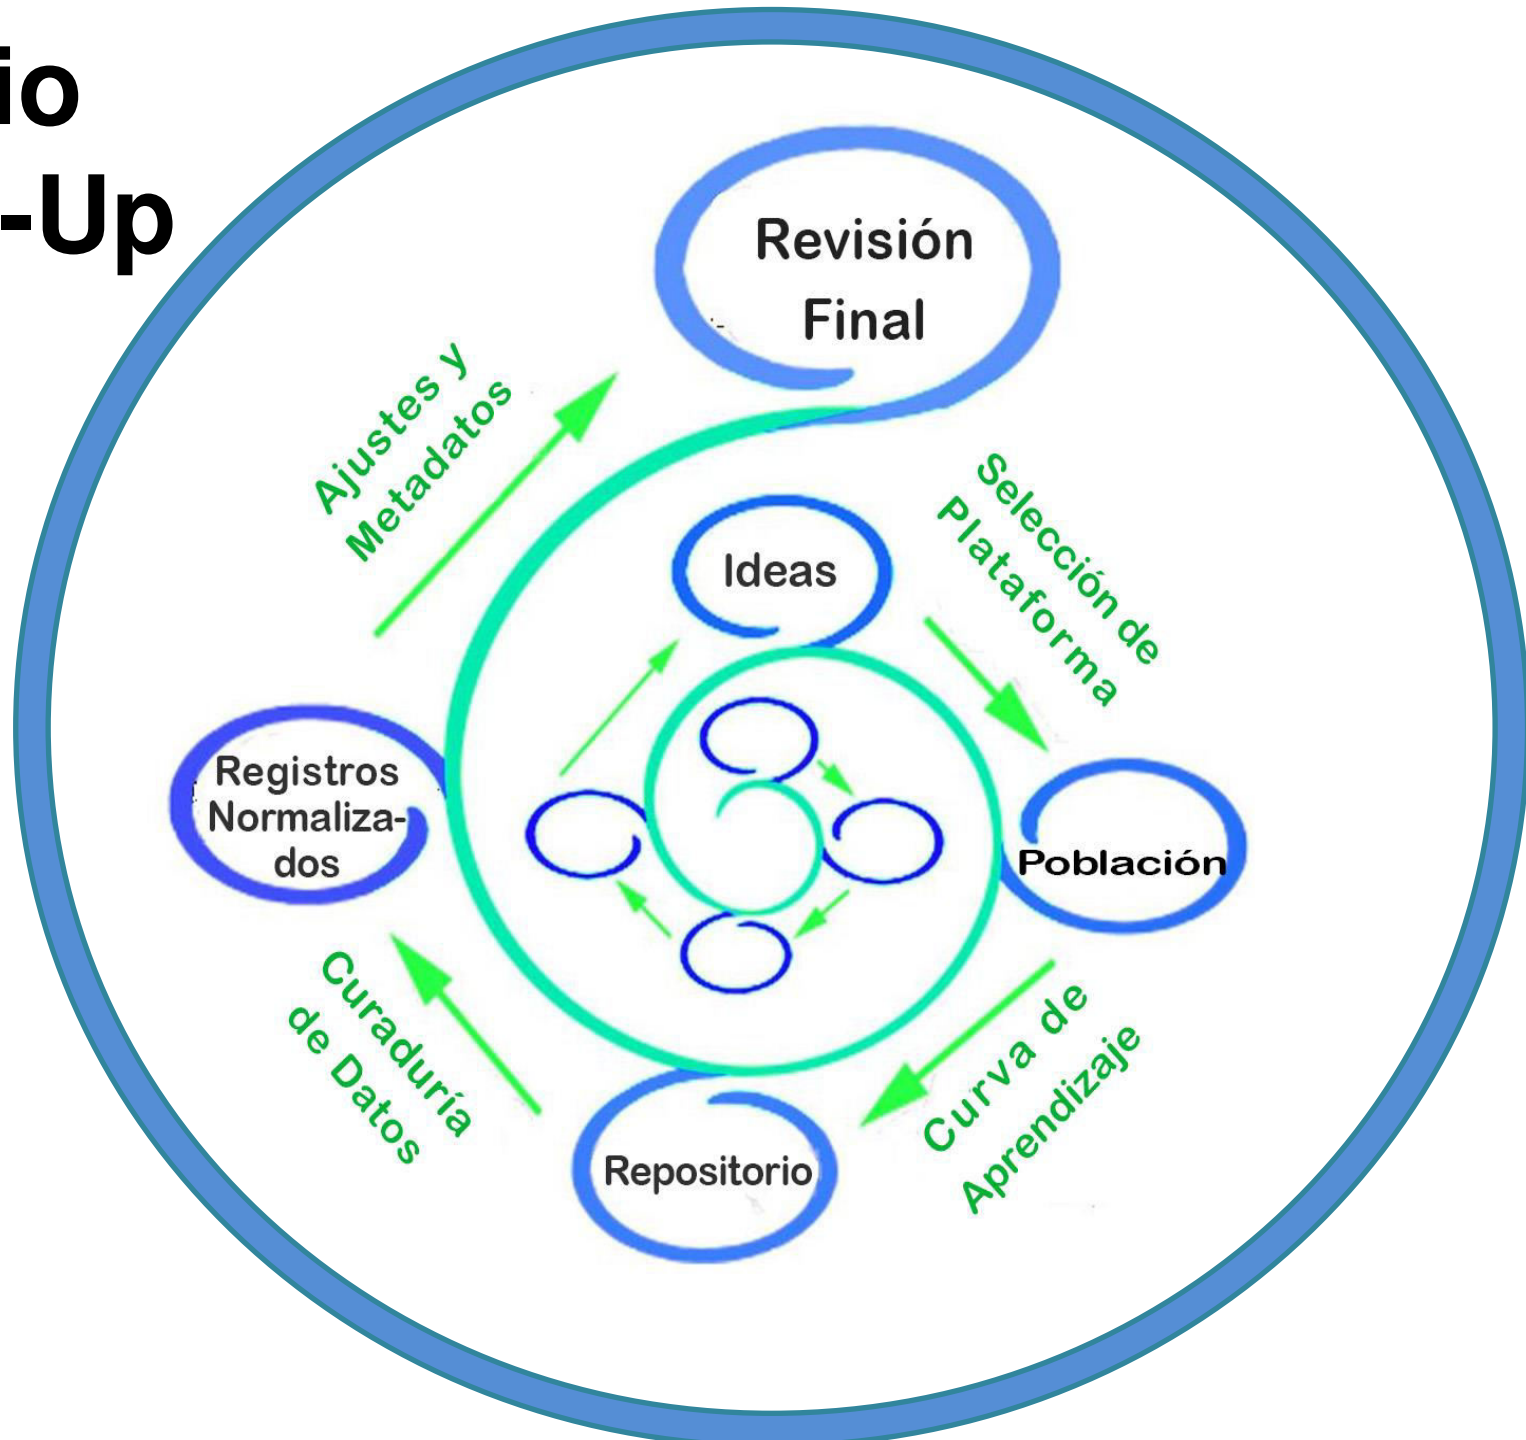 io
-Up
Revisión
Final
Ajustes y
Metadatos
Selección de
Plataforma
Ideas
Registros
Normaliza-
dos
Población
Curaduría
de Datos
Curva de
Aprendizaje
Repositorio